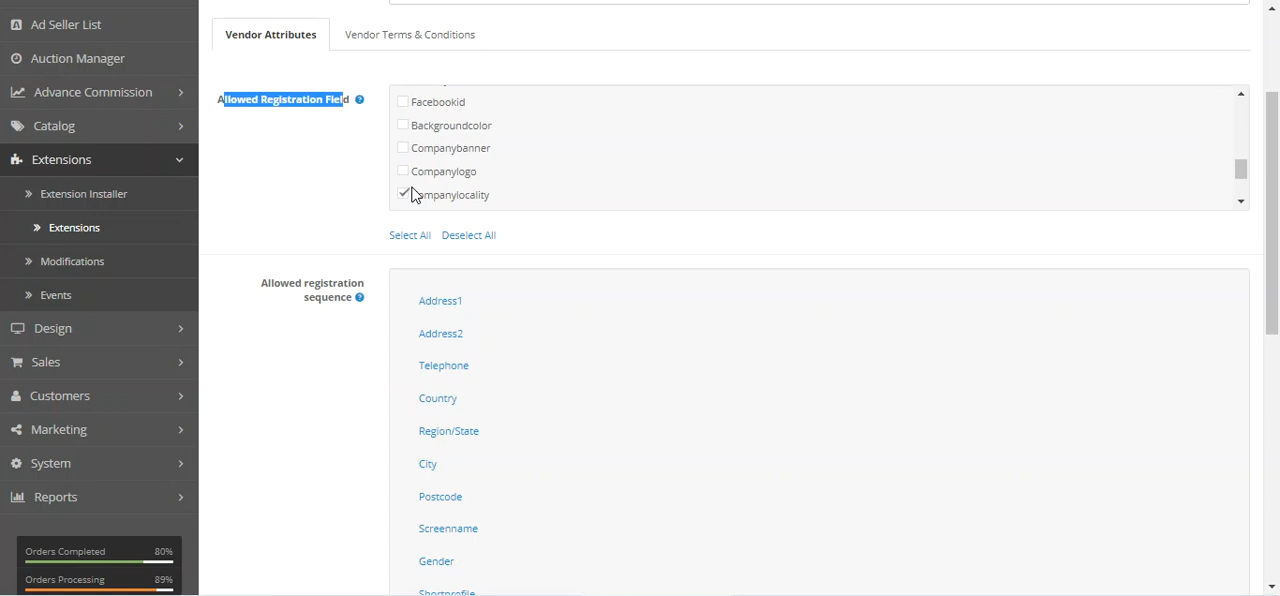 Ad Seller List
Auction Manager
Advance Commission
Catalog
Extensions
Extension Installer
Extensions
Modifications
Events
Design
Sales
Customers
Marketing
System
Reports
Orders Completed 80%
Orders Processing 89%
Vendor Attributes Vendor Terms & Conditions
Allowed Registration Field
Facebookid
Backgroundcolor
Companybanner
Companylogo
Select All Deselect All
Allowed registration
sequence
Address1
Address2
Telephone
Country
Region/State
City
Postcode
Screenname
Gender
Shortprofile